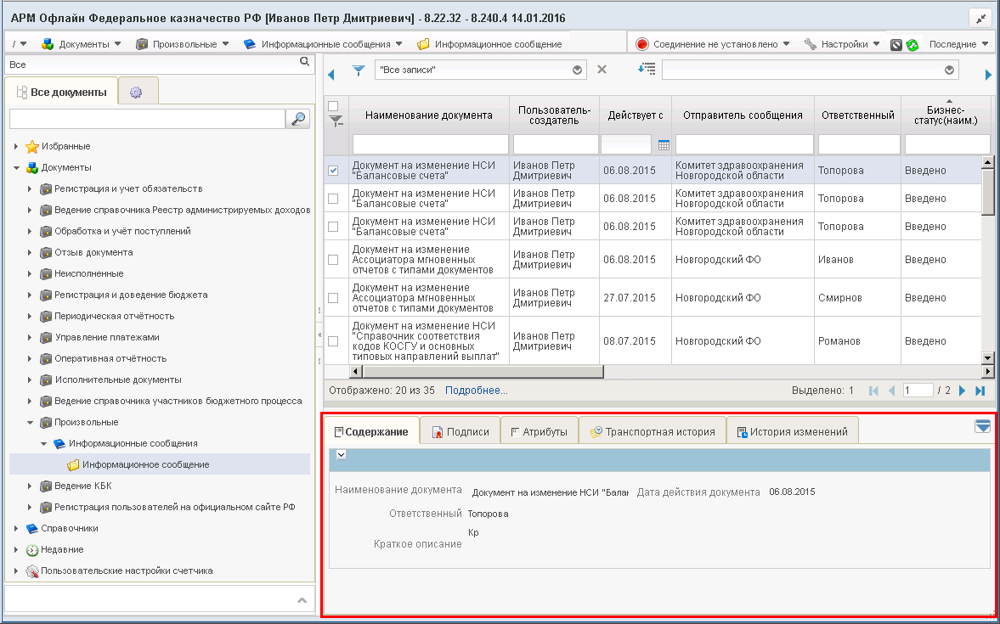 АРМ Офлайн Федеральное казначество РФ [Иванов Петр Дмитриевич] - 8.22.32 - 8.240.4 14.01.2016
/ Документы Произвольные Информационные сообщения Информационное сообщение Соединение не установлено Настройки Последние
Все
Все документы
Избранные
Документы
Регистрация и учет обязательств
Ведение справочника Реестр администрируемых доходов
Обработка и учёт поступлений
Отзыв документа
Неисполненные
Регистрация и доведение бюджета
Периодическая отчётность
Управление платежами
Оперативная отчётность
Исполнительные документы
Ведение справочника участников бюджетного процесса
Произвольные
Информационные сообщения
Информационное сообщение
Ведение КБК
Регистрация пользователей на официальном сайте РФ
Справочники
Недавние
Пользовательские настройки счетчика
"Все записи"
Наименование документа
Пользователь-
создатель
Действует с
Отправитель сообщения
Ответственный
Бизнес-
статус(наим.)
Документ на изменение НСИ
"Балансовые счета"
Иванов Петр
Дмитриевич
06.08.2015
Комитет здравоохранения
Новгородской области
Топорова
Введено
Документ на изменение НСИ
"Балансовые счета"
Иванов Петр
Дмитриевич
06.08.2015
Комитет здравоохранения
Новгородской области
Топорова
Введено
Документ на изменение НСИ
"Балансовые счета"
Иванов Петр
Дмитриевич
06.08.2015
Комитет здравоохранения
Новгородской области
Топорова
Введено
Документ на изменение
Ассоциатора мгновенных
отчетов с типами документов
Иванов Петр
Дмитриевич
06.08.2015
Новгородский ФО
Иванов
Введено
Документ на изменение
Ассоциатора мгновенных
отчетов с типами документов
Иванов Петр
Дмитриевич
27.07.2015
Новгородский ФО
Смирнов
Введено
Документ на изменение НСИ
"Справочник соответствия
кодов КОСГУ и основных
типовых направлений выплат"
Иванов Петр
Дмитриевич
08.07.2015
Новгородский ФО
Романов
Введено
Отображено: 20 из 35 Подробнее... Выделено: 1 1 / 2
Содержание Подписи Атрибуты Транспортная история История изменений
Наименование документа Документ на изменение НСИ "Балан Дата действия документа 06.08.2015
Ответственный Топорова
Кр
Краткое описание